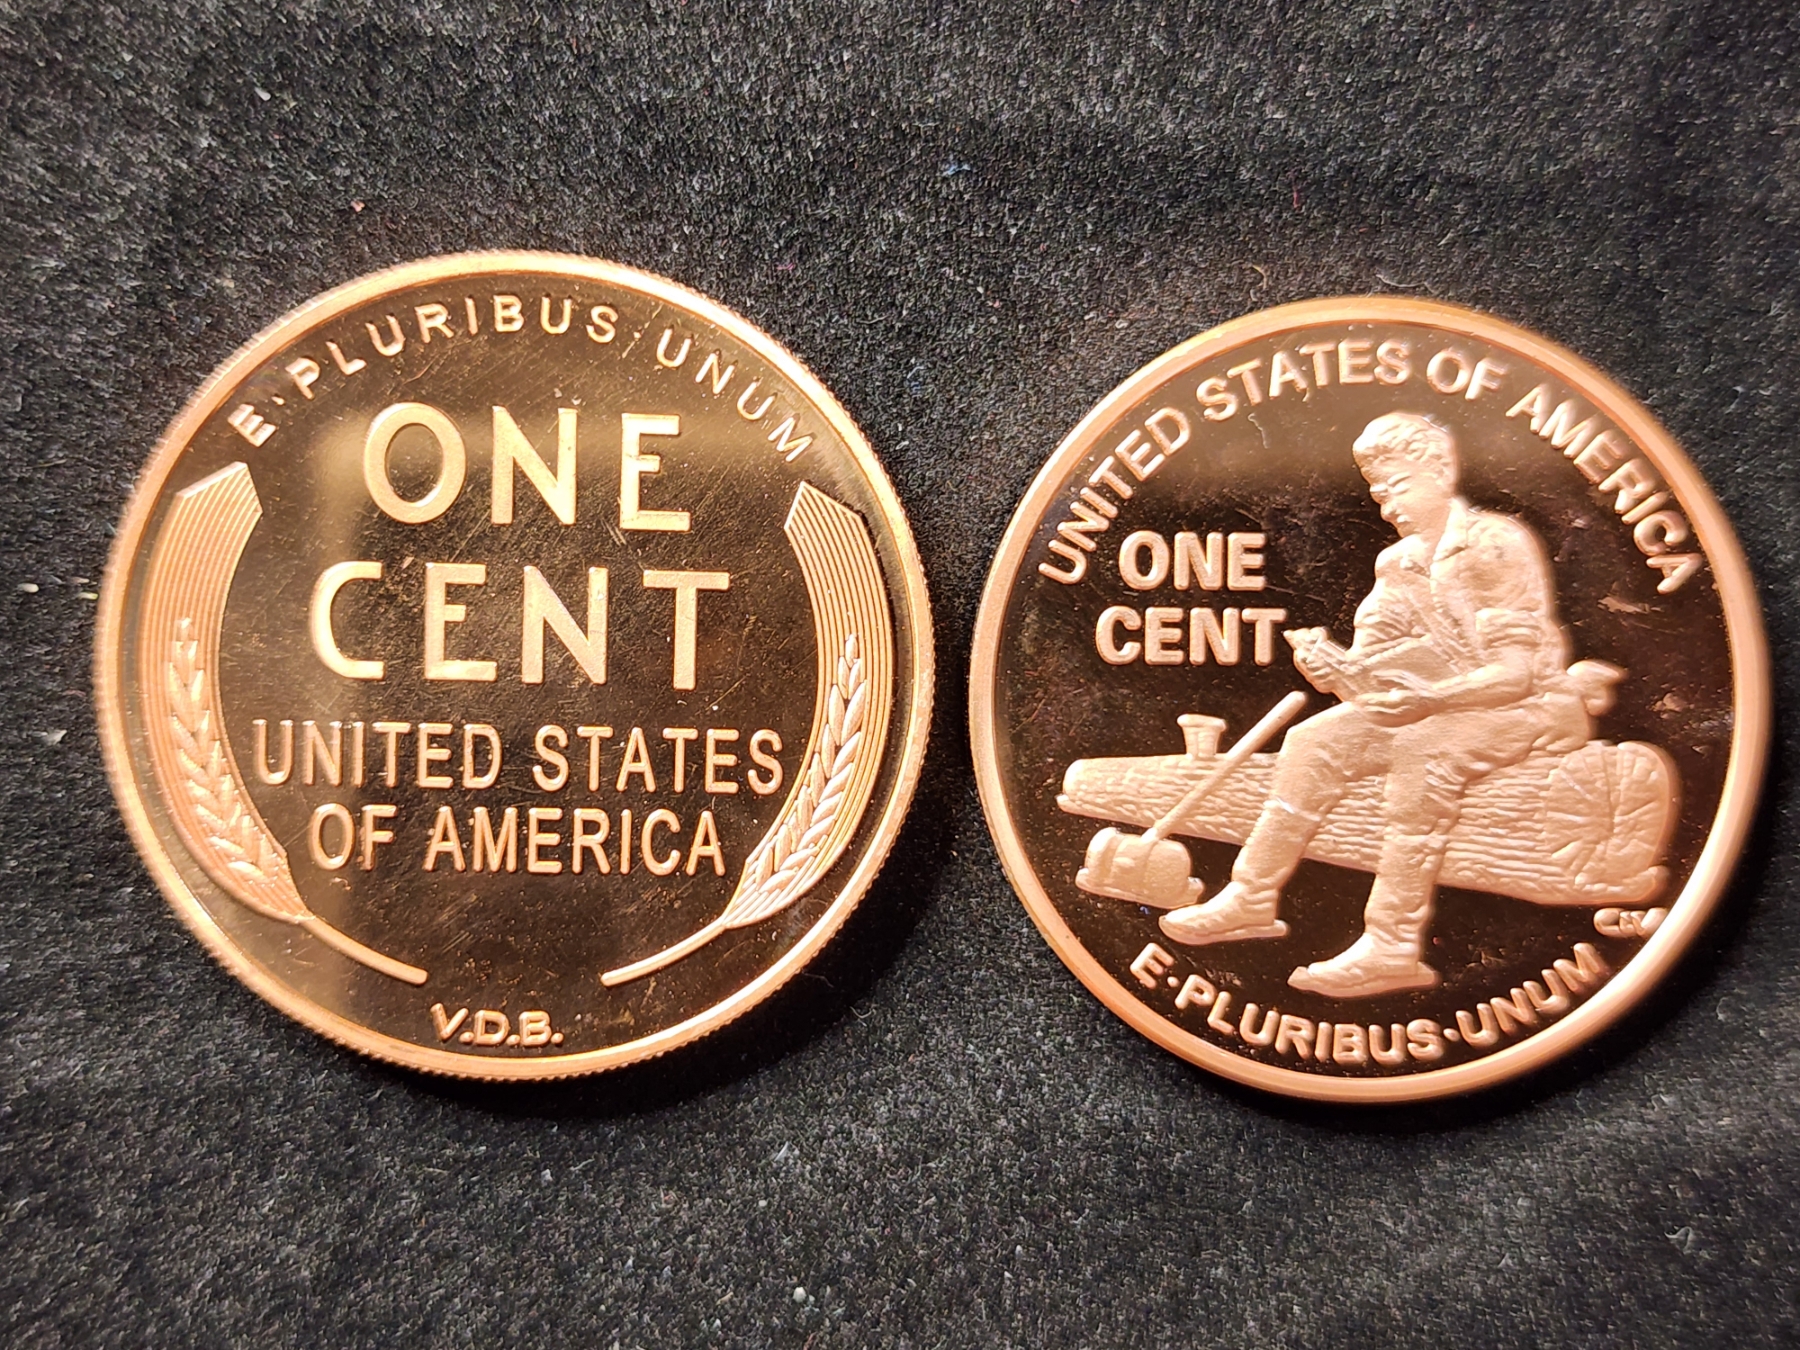 E·PLURIBUS·UNUM
ONE
CENT
UNITED STATES
OF AMERICA
V.D.B.
UNITED STATES OF AMERICA
ONE
CENT
E·PLURIBUS·UNUM